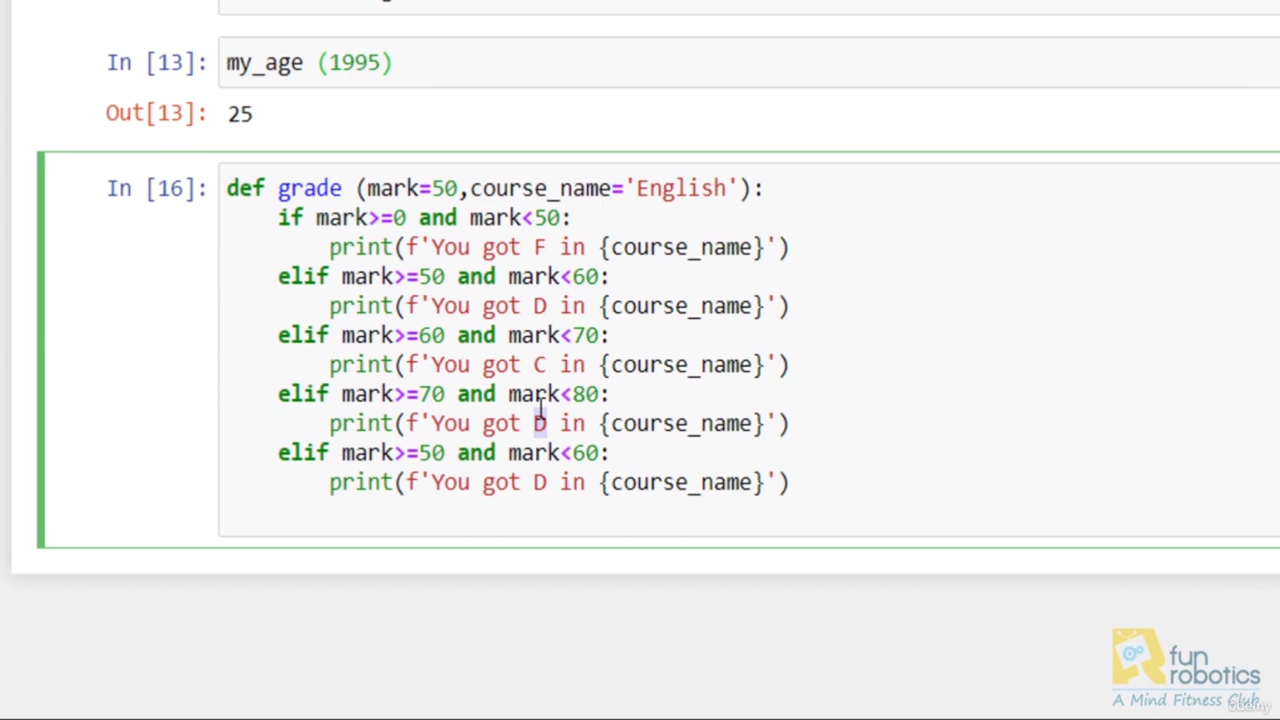 In [13]: my_age (1995)
Out[13]: 25
In [16]: def grade (mark=50,course_name='English'):
    if mark>=0 and mark<50:
        print(f'You got F in {course_name}')
    elif mark>=50 and mark<60:
        print(f'You got D in {course_name}')
    elif mark>=60 and mark<70:
        print(f'You got C in {course_name}')
    elif mark>=70 and mark<80:
        print(f'You got D in {course_name}')
    elif mark>=50 and mark<60:
        print(f'You got D in {course_name}')
fun
robotics
A Mind Fitness Club
Udemy